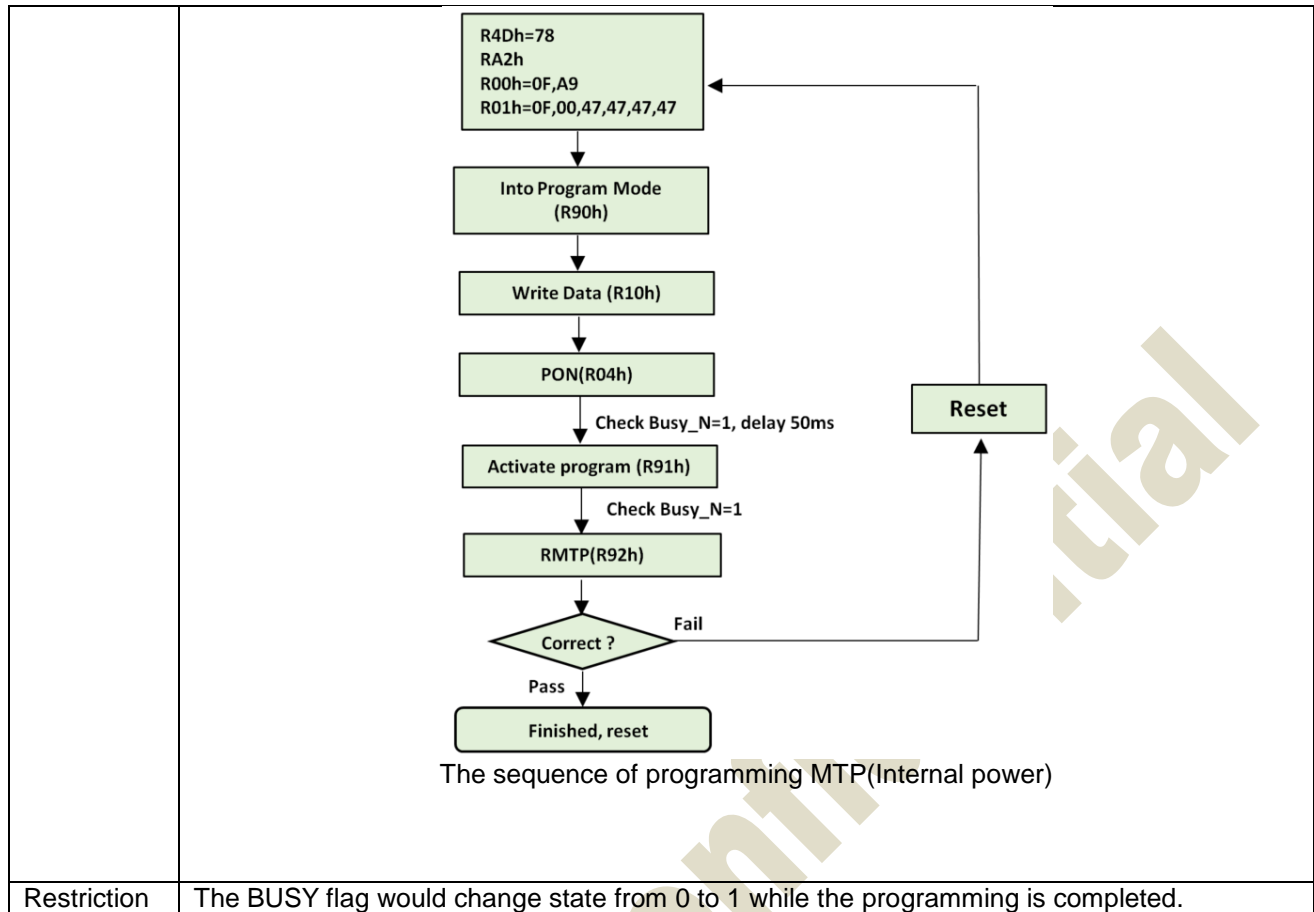 R4Dh=78
RA2h
R00h=0F,A9
R01h=0F,00,47,47,47,47
Into Program Mode
(R90h)
Write Data (R10h)
PON(R04h)
Check Busy_N=1, delay 50ms
Reset
Activate program (R91h)
Check Busy_N=1
RMTP(R92h)
Correct ?
Fail
Pass
Finished, reset
The sequence of programming MTP(Internal power)
Restriction
The BUSY flag would change state from 0 to 1 while the programming is completed.